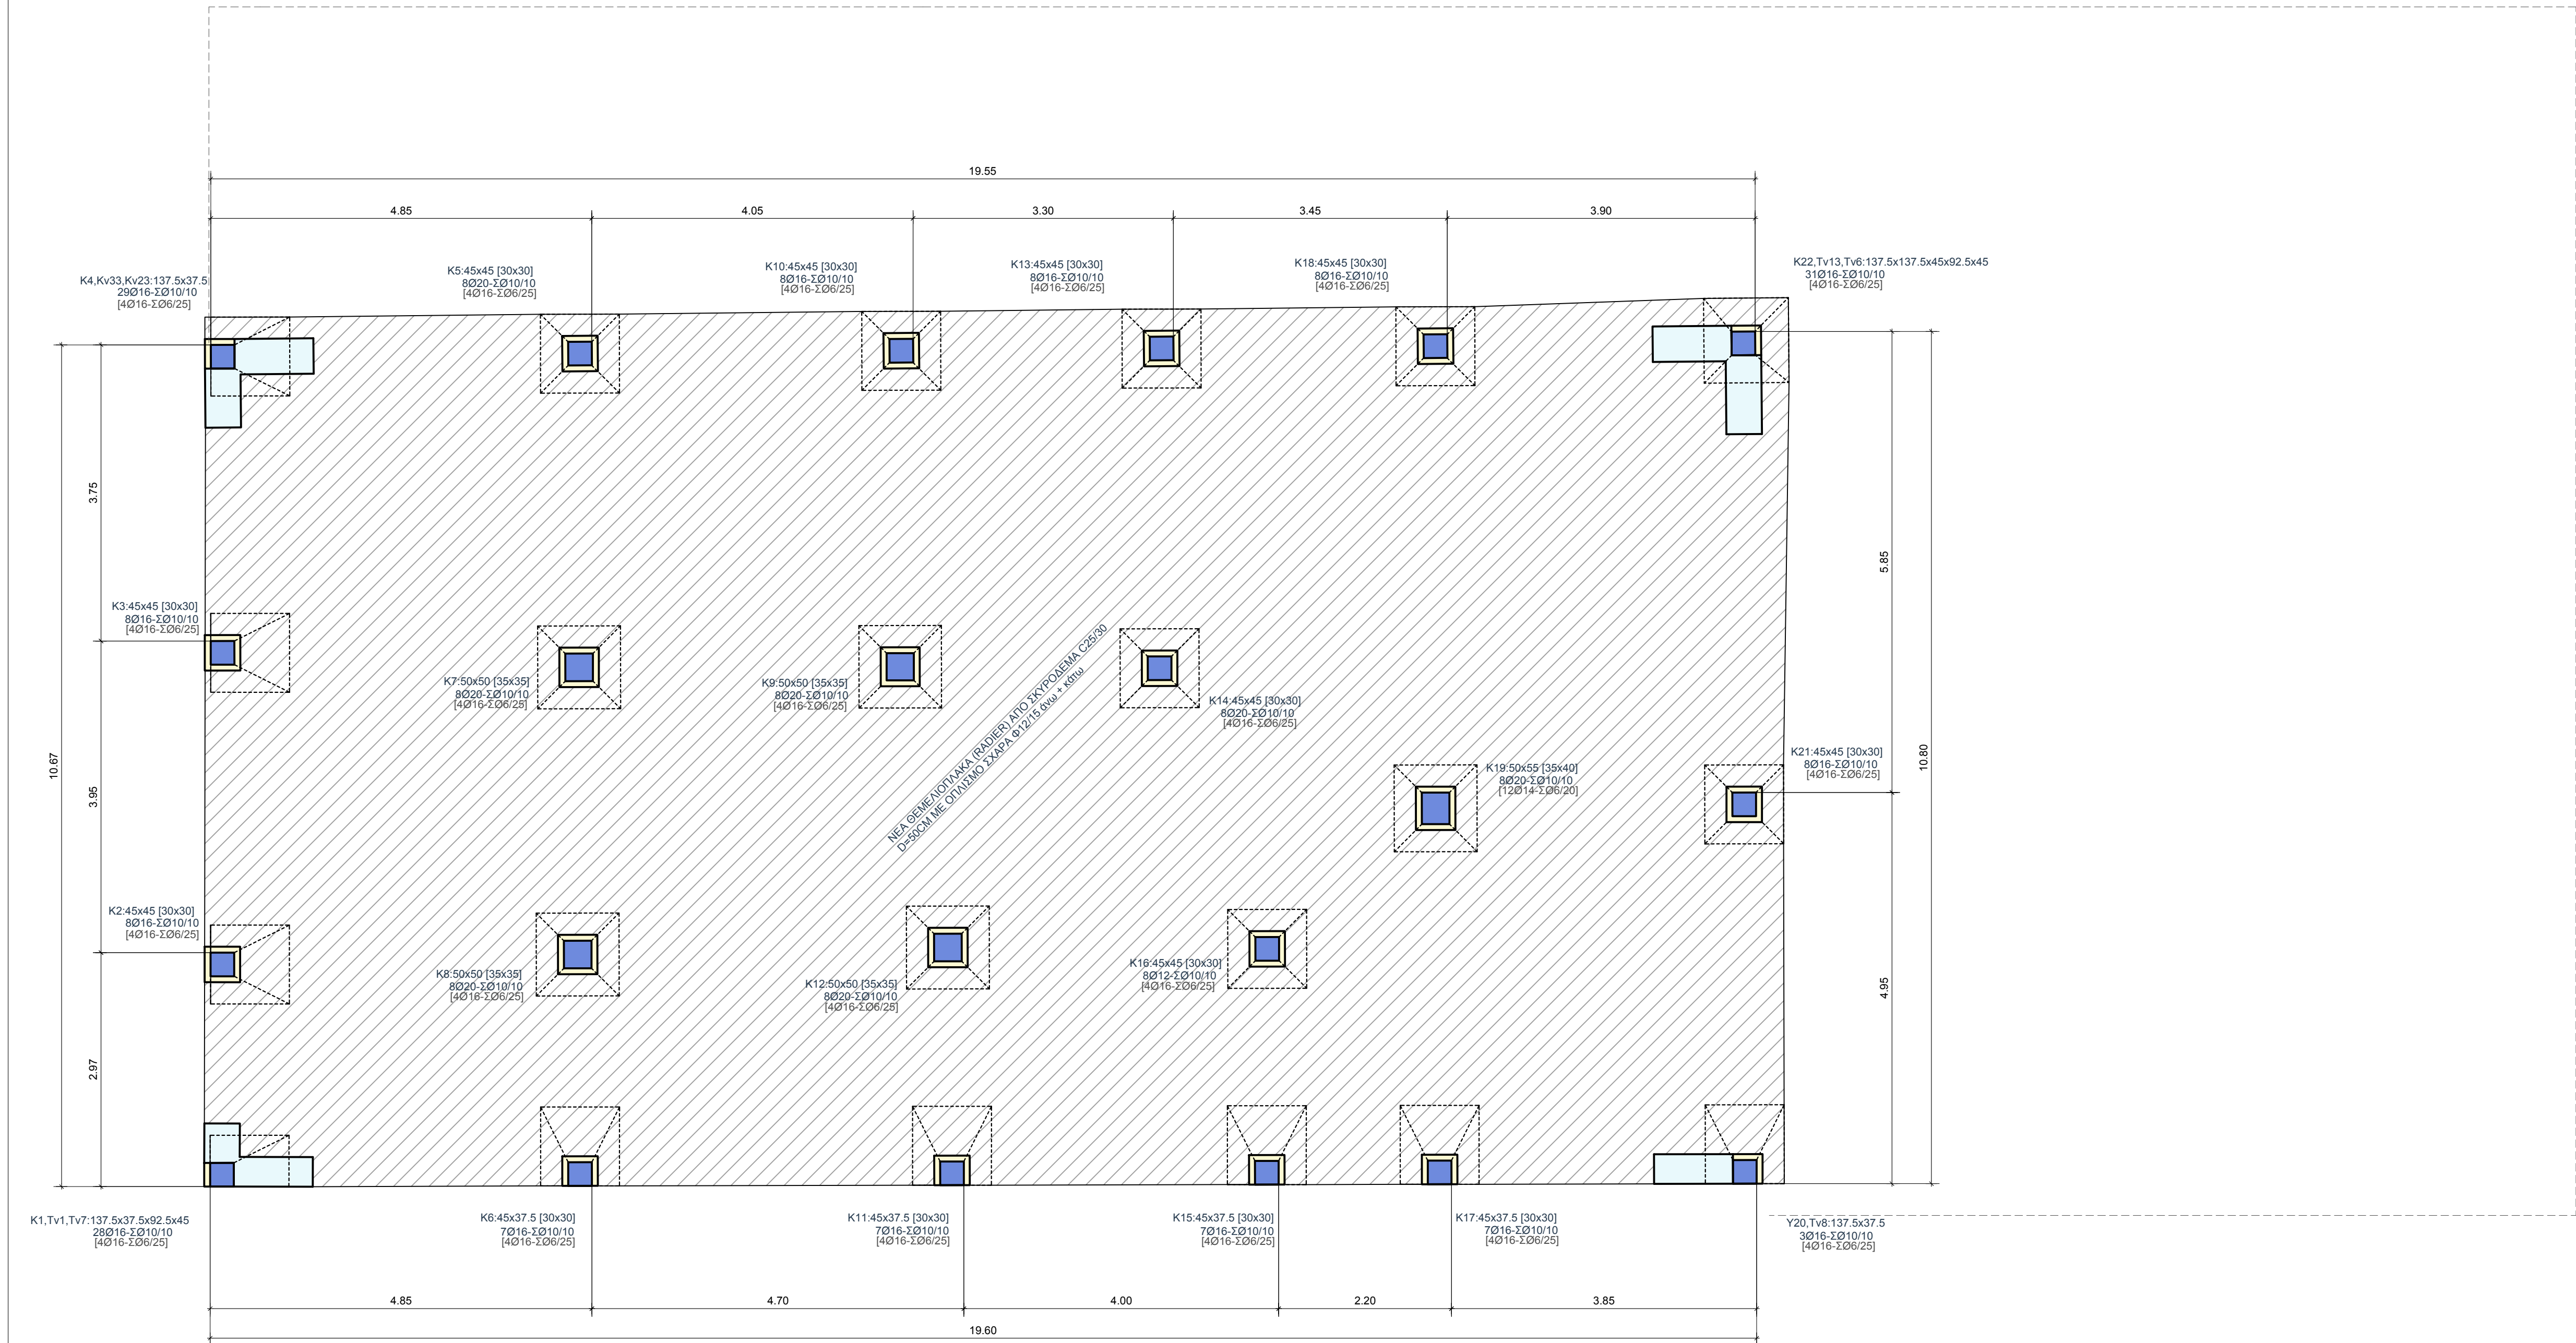 19.55
4.85
4.05
3.30
3.45
3.90
K4,Kv33,Kv23:137.5x37.5
29Ø16-ΣØ10/10
[4Ø16-ΣØ6/25]
K5:45x45 [30x30]
8Ø20-ΣØ10/10
[4Ø16-ΣØ6/25]
K10:45x45 [30x30]
8Ø16-ΣØ10/10
[4Ø16-ΣØ6/25]
K13:45x45 [30x30]
8Ø16-ΣØ10/10
[4Ø16-ΣØ6/25]
K18:45x45 [30x30]
8Ø16-ΣØ10/10
[4Ø16-ΣØ6/25]
K22,Tv13,Tv6:137.5x137.5x45x92.5x45
31Ø16-ΣØ10/10
[4Ø16-ΣØ6/25]
3.75
5.85
K3:45x45 [30x30]
8Ø16-ΣØ10/10
[4Ø16-ΣØ6/25]
K7:50x50 [35x35]
8Ø20-ΣØ10/10
[4Ø16-ΣØ6/25]
K9:50x50 [35x35]
8Ø20-ΣØ10/10
[4Ø16-ΣØ6/25]
ΝΕΑ ΘΕΜΕΛΙΟΠΛΑΚΑ (RADIER) ΑΠΟ ΣΚΥΡΟΔΕΜΑ C25/30
D=50CM ΜΕ ΟΠΛΙΣΜΟ ΣΧΑΡΑ Φ12/15 άνω + κάτω
K14:45x45 [30x30]
8Ø20-ΣØ10/10
[4Ø16-ΣØ6/25]
K19:50x55 [35x40]
8Ø20-ΣØ10/10
[12Ø14-ΣØ6/20]
K21:45x45 [30x30]
8Ø16-ΣØ10/10
[4Ø16-ΣØ6/25]
10.67
3.95
10.80
K2:45x45 [30x30]
8Ø16-ΣØ10/10
[4Ø16-ΣØ6/25]
K8:50x50 [35x35]
8Ø20-ΣØ10/10
[4Ø16-ΣØ6/25]
K12:50x50 [35x35]
8Ø20-ΣØ10/10
[4Ø16-ΣØ6/25]
K16:45x45 [30x30]
8Ø12-ΣØ10/10
[4Ø16-ΣØ6/25]
4.95
2.97
K1,Tv1,Tv7:137.5x37.5x92.5x45
28Ø16-ΣØ10/10
[4Ø16-ΣØ6/25]
K6:45x37.5 [30x30]
7Ø16-ΣØ10/10
[4Ø16-ΣØ6/25]
K11:45x37.5 [30x30]
7Ø16-ΣØ10/10
[4Ø16-ΣØ6/25]
K15:45x37.5 [30x30]
7Ø16-ΣØ10/10
[4Ø16-ΣØ6/25]
K17:45x37.5 [30x30]
7Ø16-ΣØ10/10
[4Ø16-ΣØ6/25]
Y20,Tv8:137.5x37.5
3Ø16-ΣØ10/10
[4Ø16-ΣØ6/25]
4.85
4.70
4.00
2.20
3.85
19.60